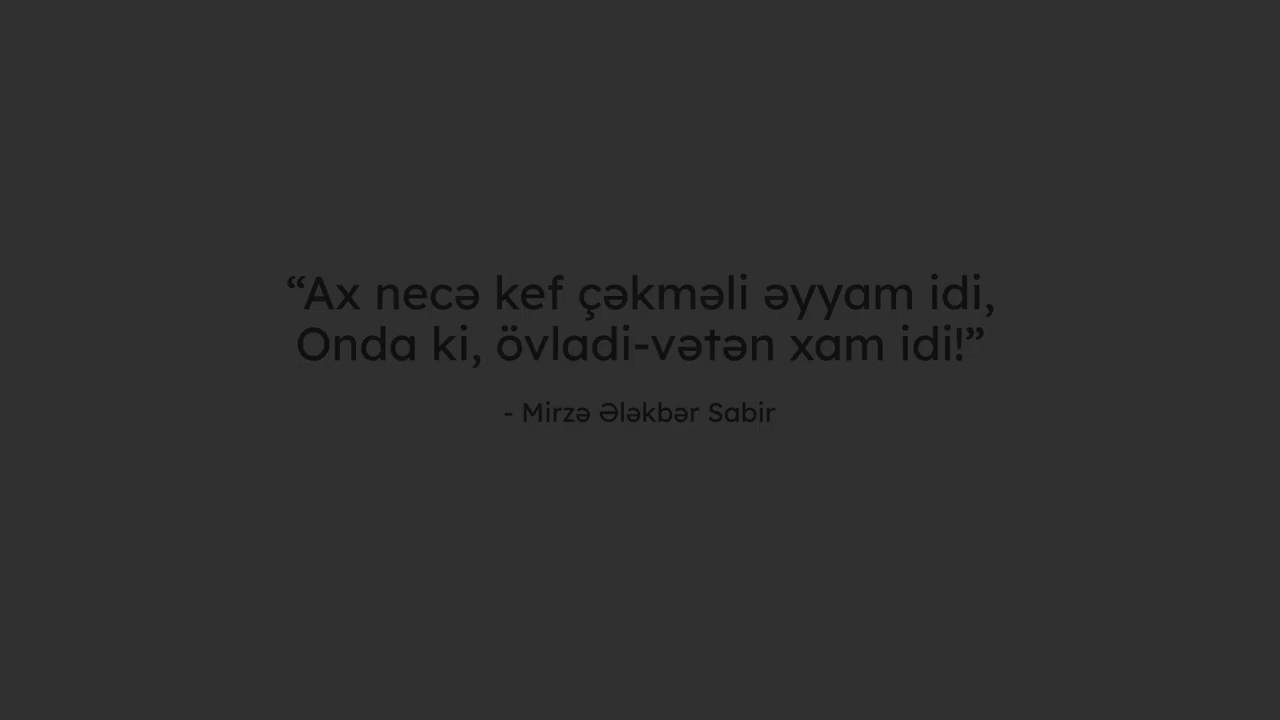 “Ax necə kef çəkməli əyyam idi,
Onda ki, övladi-vətən xam idi!”
- Mirzə Ələkbər Sabir